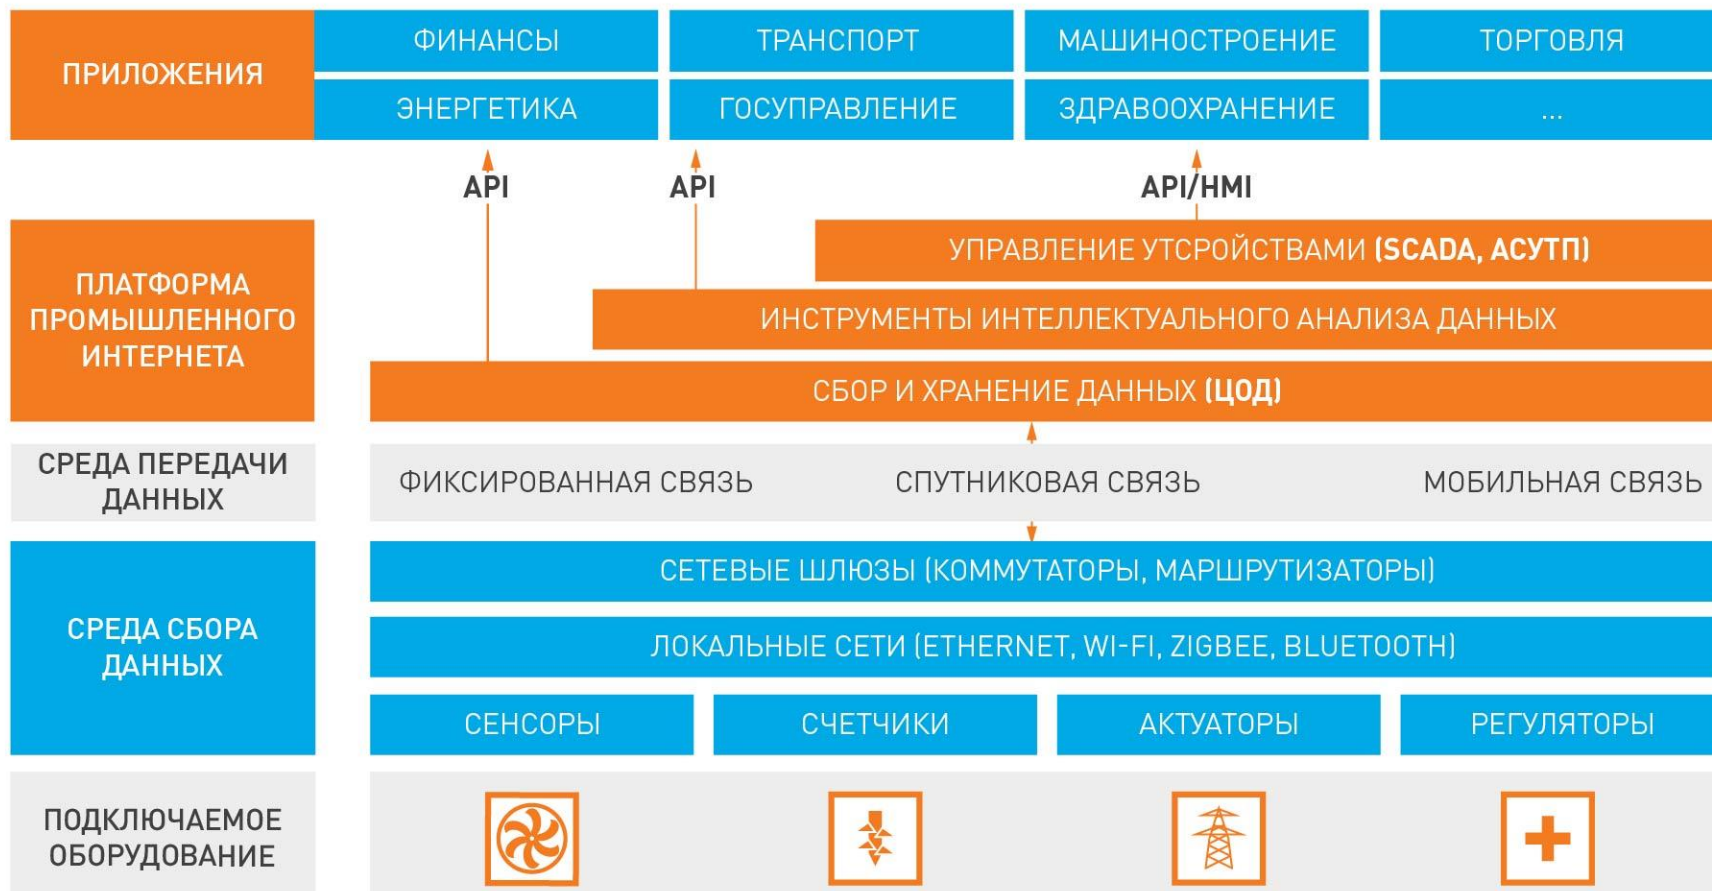 ПРИЛОЖЕНИЯ
ФИНАНСЫ
ТРАНСПОРТ
МАШИНОСТРОЕНИЕ
ТОРГОВЛЯ
ЭНЕРГЕТИКА
ГОСУПРАВЛЕНИЕ
ЗДРАВООХРАНЕНИЕ
...
API
API
API/HMI
ПЛАТФОРМА
ПРОМЫШЛЕННОГО
ИНТЕРНЕТА
УПРАВЛЕНИЕ УТСРОЙСТВАМИ (SCADA, АСУТП)
ИНСТРУМЕНТЫ ИНТЕЛЛЕКТУАЛЬНОГО АНАЛИЗА ДАННЫХ
СБОР И ХРАНЕНИЕ ДАННЫХ (ЦОД)
СРЕДА ПЕРЕДАЧИ
ДАННЫХ
ФИКСИРОВАННАЯ СВЯЗЬ
СПУТНИКОВАЯ СВЯЗЬ
МОБИЛЬНАЯ СВЯЗЬ
СРЕДА СБОРА
ДАННЫХ
СЕТЕВЫЕ ШЛЮЗЫ (КОММУТАТОРЫ, МАРШРУТИЗАТОРЫ)
ЛОКАЛЬНЫЕ СЕТИ (ETHERNET, WI-FI, ZIGBEE, BLUETOOTH)
СЕНСОРЫ
СЧЕТЧИКИ
АКТУАТОРЫ
РЕГУЛЯТОРЫ
ПОДКЛЮЧАЕМОЕ
ОБОРУДОВАНИЕ